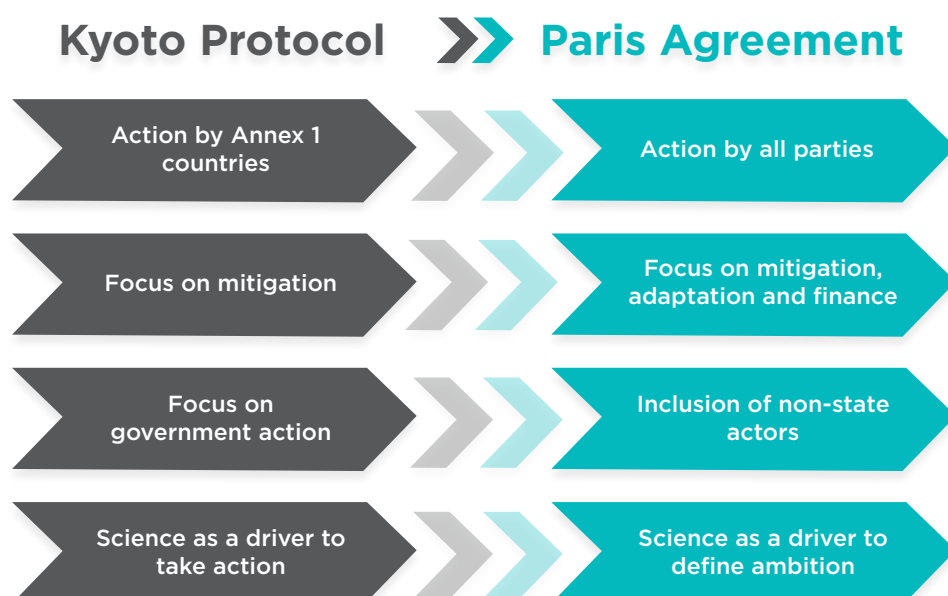 Kyoto Protocol
Paris Agreement
Action by Annex 1
countries
Action by all parties
Focus on mitigation
Focus on mitigation,
adaptation and finance
Focus on
government action
Inclusion of non-state
actors
Science as a driver to
take action
Science as a driver to
define ambition